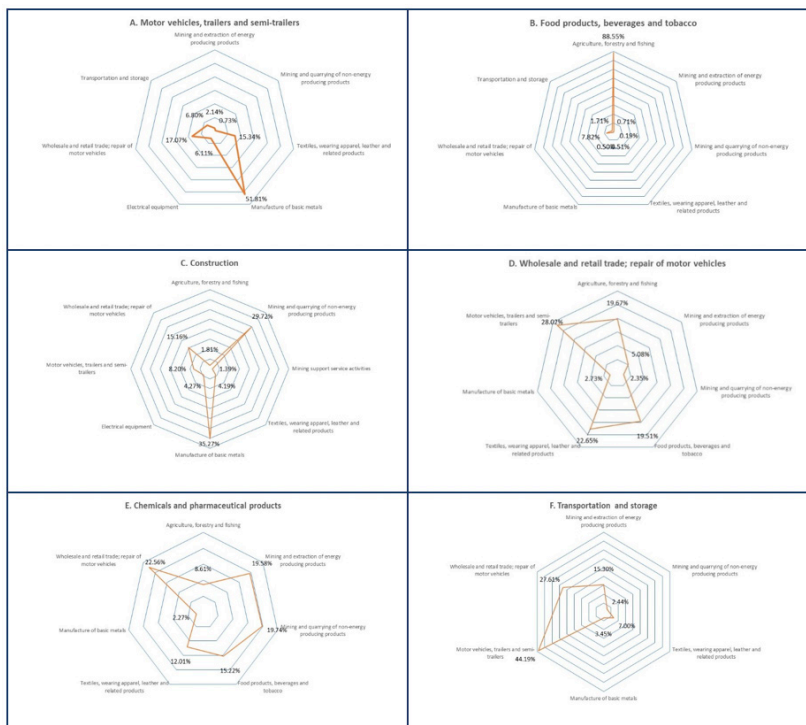 A. Motor vehicles, trailers and semi-trailers
Mining and extraction of energy
producing products
Transportation and storage
Mining and quarrying of non-energy
producing products
6.80%
2.14%
0.73%
17.07%
15.34%
Wholesale and retail trade; repair of
motor vehicles
Textiles, wearing apparel, leather and
related products
6.11%
51.81%
Electrical equipment
Manufacture of basic metals
B. Food products, beverages and tobacco
88.55%
Agriculture, forestry and fishing
Transportation and storage
Mining and extraction of energy
producing products
1.71%
0.71%
7.82%
0.19%
Wholesale and retail trade; repair of
motor vehicles
Mining and quarrying of non-energy
producing products
0.50%
0.51%
Manufacture of basic metals
Textiles, wearing apparel, leather and
related products
C. Construction
Agriculture, forestry and fishing
Wholesale and retail trade; repair of
motor vehicles
Mining and quarrying of non-energy
producing products
29.72%
15.16%
1.81%
Motor vehicles, trailers and semi-
trailers
8.20%
1.39%
Mining support service activities
4.27%
4.19%
Electrical equipment
Textiles, wearing apparel, leather and
related products
35.27%
Manufacture of basic metals
D. Wholesale and retail trade; repair of motor vehicles
Agriculture, forestry and fishing
19.67%
Motor vehicles, trailers and semi-
trailers
28.07%
Mining and extraction of energy
producing products
5.08%
2.73%
2.35%
Manufacture of basic metals
Mining and quarrying of non-energy
producing products
22.65%
19.51%
Textiles, wearing apparel, leather and
related products
Food products, beverages and
tobacco
E. Chemicals and pharmaceutical products
Agriculture, forestry and fishing
Wholesale and retail trade; repair of
motor vehicles
22.56%
8.61%
19.58%
Mining and extraction of energy
producing products
2.27%
19.74%
Manufacture of basic metals
Mining and quarrying of non-energy
producing products
12.01%
15.22%
Textiles, wearing apparel, leather and
related products
Food products, beverages and
tobacco
F. Transportation and storage
Mining and extraction of energy
producing products
Wholesale and retail trade; repair of
motor vehicles
Mining and quarrying of non-energy
producing products
27.61%
15.30%
2.44%
3.45%
7.00%
Motor vehicles, trailers and semi-
trailers
44.19%
Textiles, wearing apparel, leather and
related products
Manufacture of basic metals